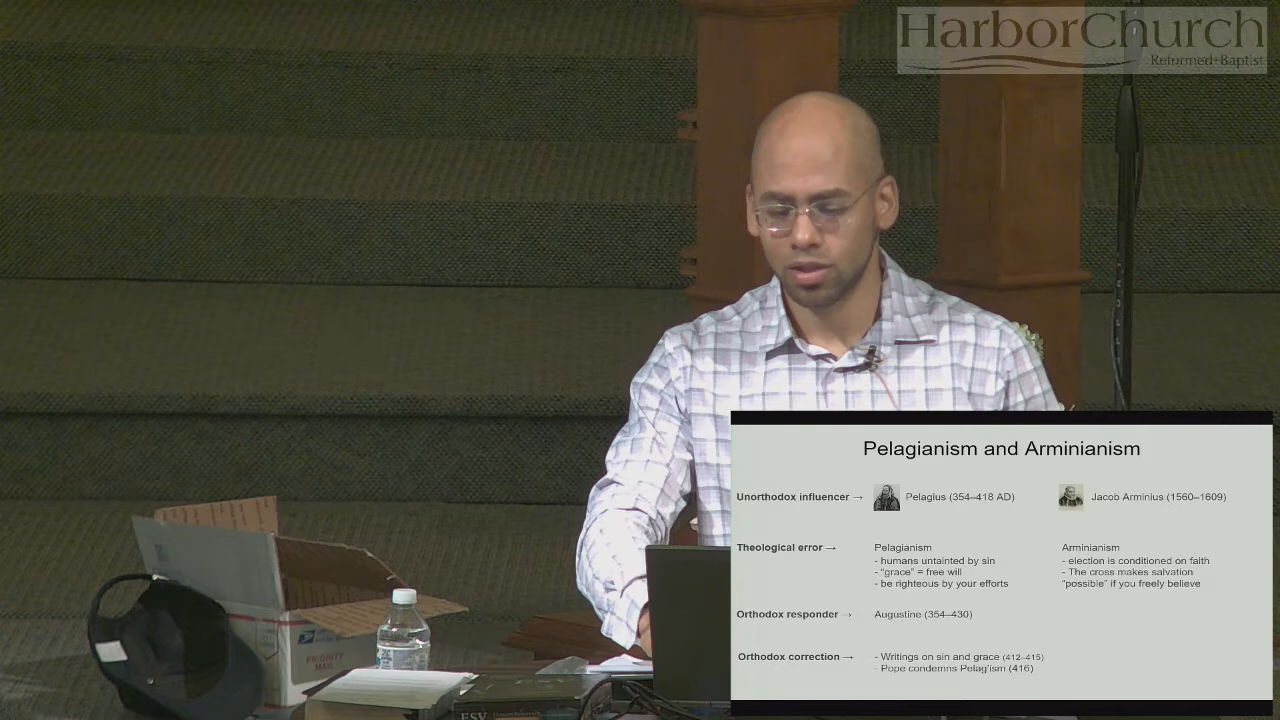 HarborChurch
Reformed+Baptist
Pelagianism and Arminianism
Unorthodox influencer →
Pelagius (354–418 AD)
Jacob Arminius (1560–1609)
Theological error →
Pelagianism
- humans untainted by sin
- “grace” = free will
- be righteous by your efforts
Arminianism
- election is conditioned on faith
- The cross makes salvation
“possible” if you freely believe
Orthodox responder →
Augustine (354–430)
Orthodox correction →
- Writings on sin and grace (412–415)
- Pope condemns Pelag'ism (416)
PRIORITY
MAIL
ESV